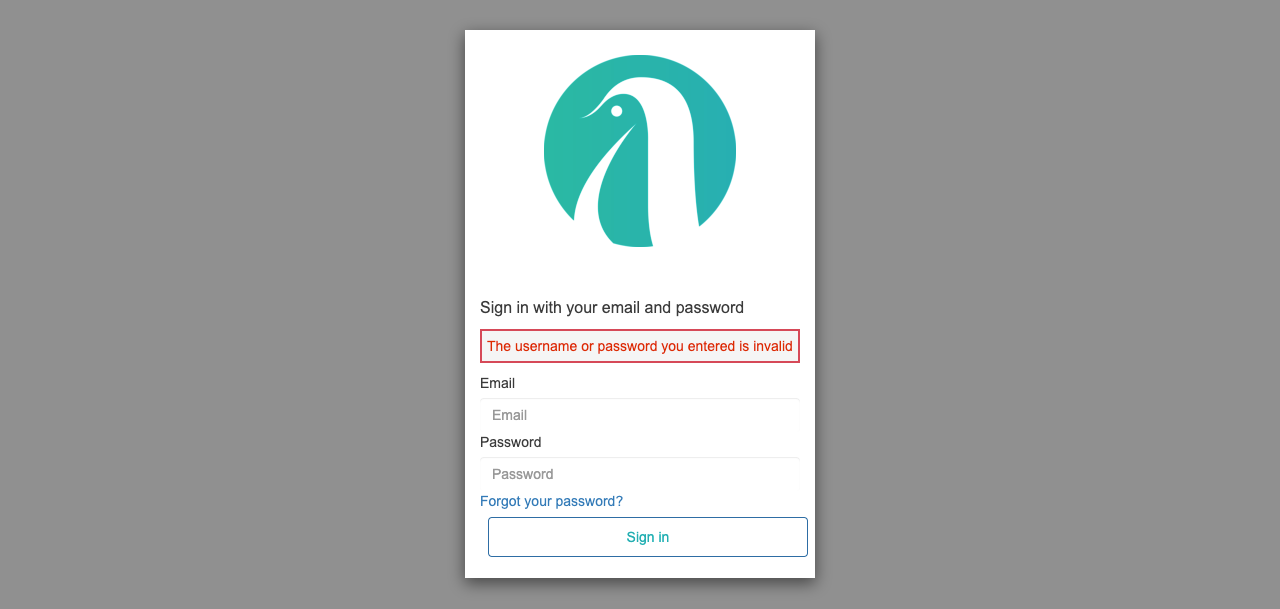 Sign in with your email and password
The username or password you entered is invalid
Email
Email
Password
Password
Forgot your password?
Sign in